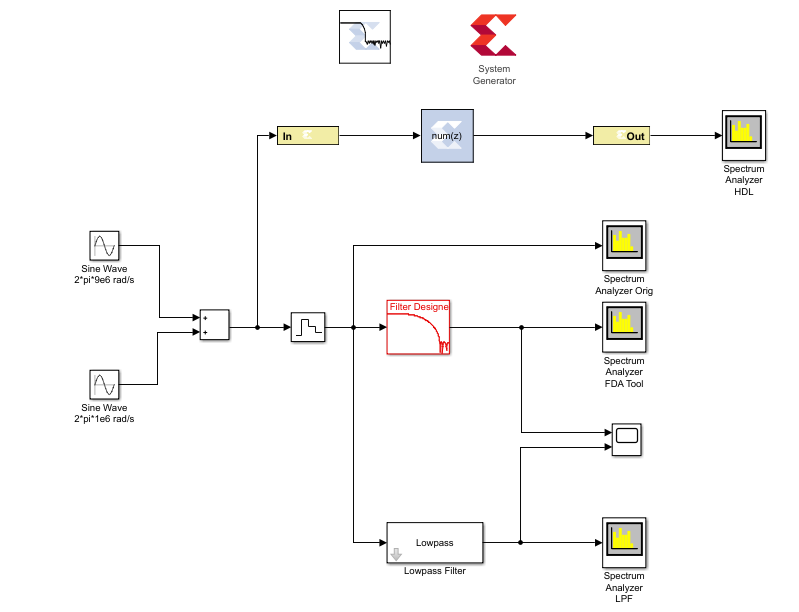 System
Generator
In
num(z)
Out
Spectrum
Analyzer
HDL
Sine Wave
2*pi*9e6 rad/s
Spectrum
Analyzer Orig
+
+
Filter Designe
Spectrum
Analyzer
FDA Tool
Sine Wave
2*pi*1e6 rad/s
Lowpass
Lowpass Filter
Spectrum
Analyzer
LPF